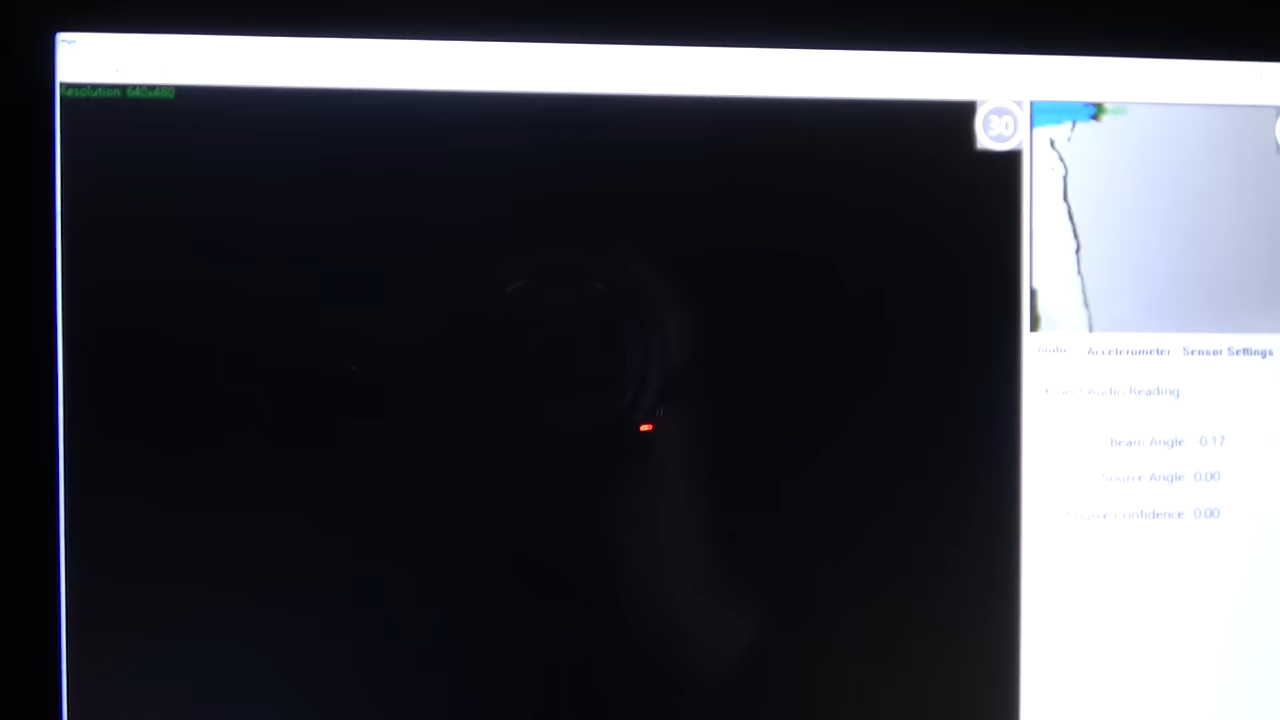 Resolution: 640x480
30
Audio Accelerometer Sensor Settings
Audio Reading
Beam Angle: -0.17
Source Angle: 0.00
Source Confidence: 0.00